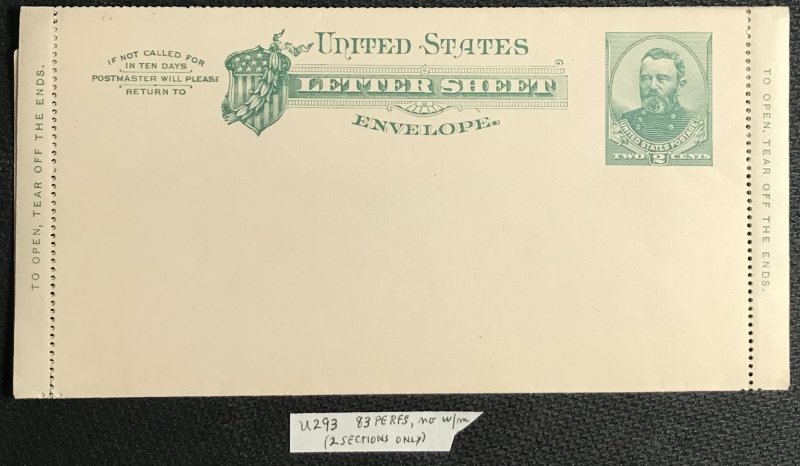 TO OPEN, TEAR OFF THE ENDS.
IF NOT CALLED FOR
IN TEN DAYS
POSTMASTER WILL PLEASE
RETURN TO
UNITED STATES
LETTER SHEET
ENVELOPE.
UNITED STATES POSTAGE
TWO 2 CENTS
TO OPEN, TEAR OFF THE ENDS.
U293 83 PERFS, no w/m
(2 SECTIONS ONLY)